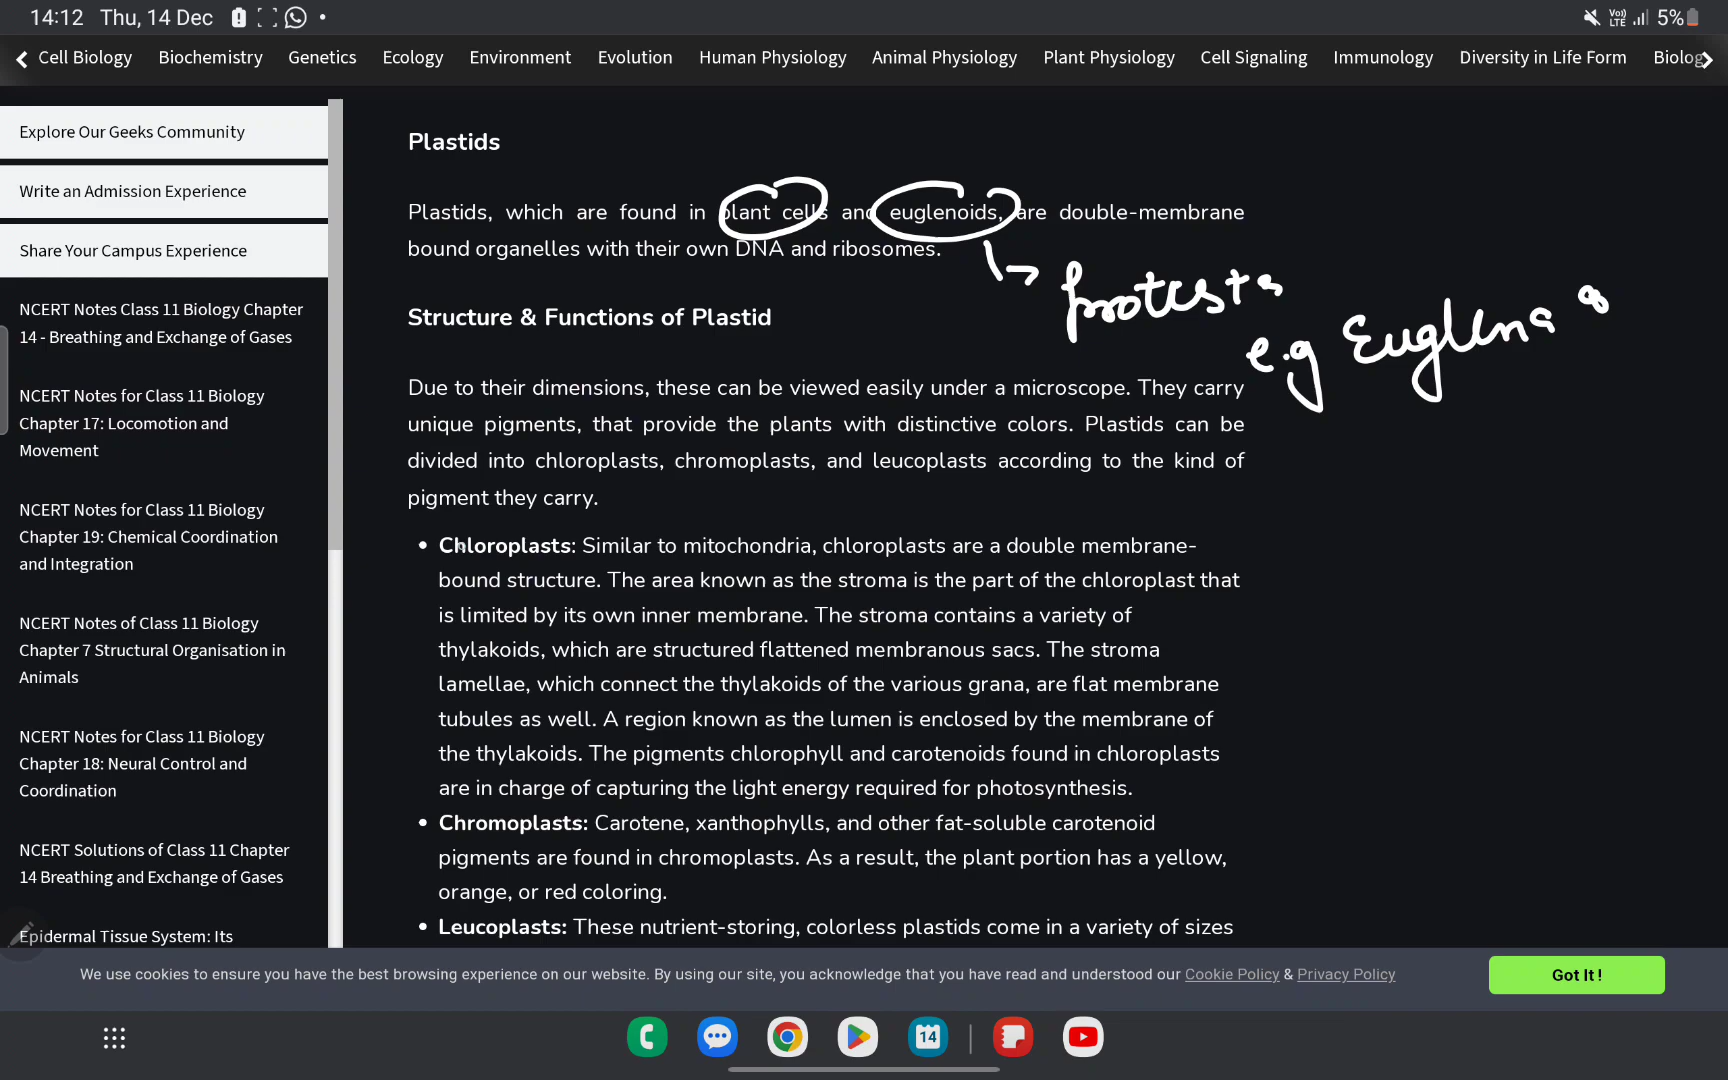 14:12 Thu, 14 Dec
Vo)) LTE 5%
Cell Biology Biochemistry Genetics Ecology Environment Evolution Human Physiology Animal Physiology Plant Physiology Cell Signaling Immunology Diversity in Life Form Biolog
Explore Our Geeks Community
Write an Admission Experience
Share Your Campus Experience
NCERT Notes Class 11 Biology Chapter
14 - Breathing and Exchange of Gases
NCERT Notes for Class 11 Biology
Chapter 17: Locomotion and
Movement
NCERT Notes for Class 11 Biology
Chapter 19: Chemical Coordination
and Integration
NCERT Notes of Class 11 Biology
Chapter 7 Structural Organisation in
Animals
NCERT Notes for Class 11 Biology
Chapter 18: Neural Control and
Coordination
NCERT Solutions of Class 11 Chapter
14 Breathing and Exchange of Gases
Epidermal Tissue System: Its
Plastids
Plastids, which are found in plant cells and euglenoids, are double-membrane
bound organelles with their own DNA and ribosomes.
e.g Euglena
Structure & Functions of Plastid
Due to their dimensions, these can be viewed easily under a microscope. They carry
unique pigments, that provide the plants with distinctive colors. Plastids can be
divided into chloroplasts, chromoplasts, and leucoplasts according to the kind of
pigment they carry.
• Chloroplasts: Similar to mitochondria, chloroplasts are a double membrane-
bound structure. The area known as the stroma is the part of the chloroplast that
is limited by its own inner membrane. The stroma contains a variety of
thylakoids, which are structured flattened membranous sacs. The stroma
lamellae, which connect the thylakoids of the various grana, are flat membrane
tubules as well. A region known as the lumen is enclosed by the membrane of
the thylakoids. The pigments chlorophyll and carotenoids found in chloroplasts
are in charge of capturing the light energy required for photosynthesis.
• Chromoplasts: Carotene, xanthophylls, and other fat-soluble carotenoid
pigments are found in chromoplasts. As a result, the plant portion has a yellow,
orange, or red coloring.
• Leucoplasts: These nutrient-storing, colorless plastids come in a variety of sizes
We use cookies to ensure you have the best browsing experience on our website. By using our site, you acknowledge that you have read and understood our Cookie Policy & Privacy Policy
Got It !
14